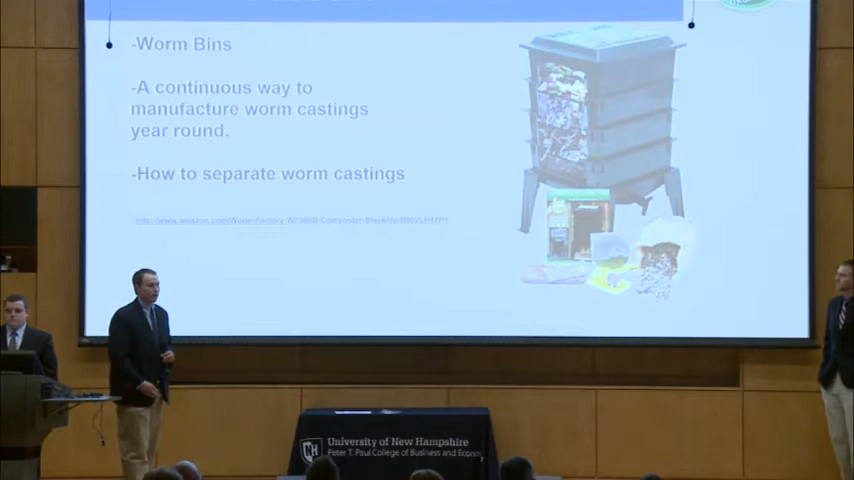 -Worm Bins
-A continuous way to
manufacture worm castings
year round.
-How to separate worm castings
University of New Hampshire
Peter T. Paul College of Business and Econ